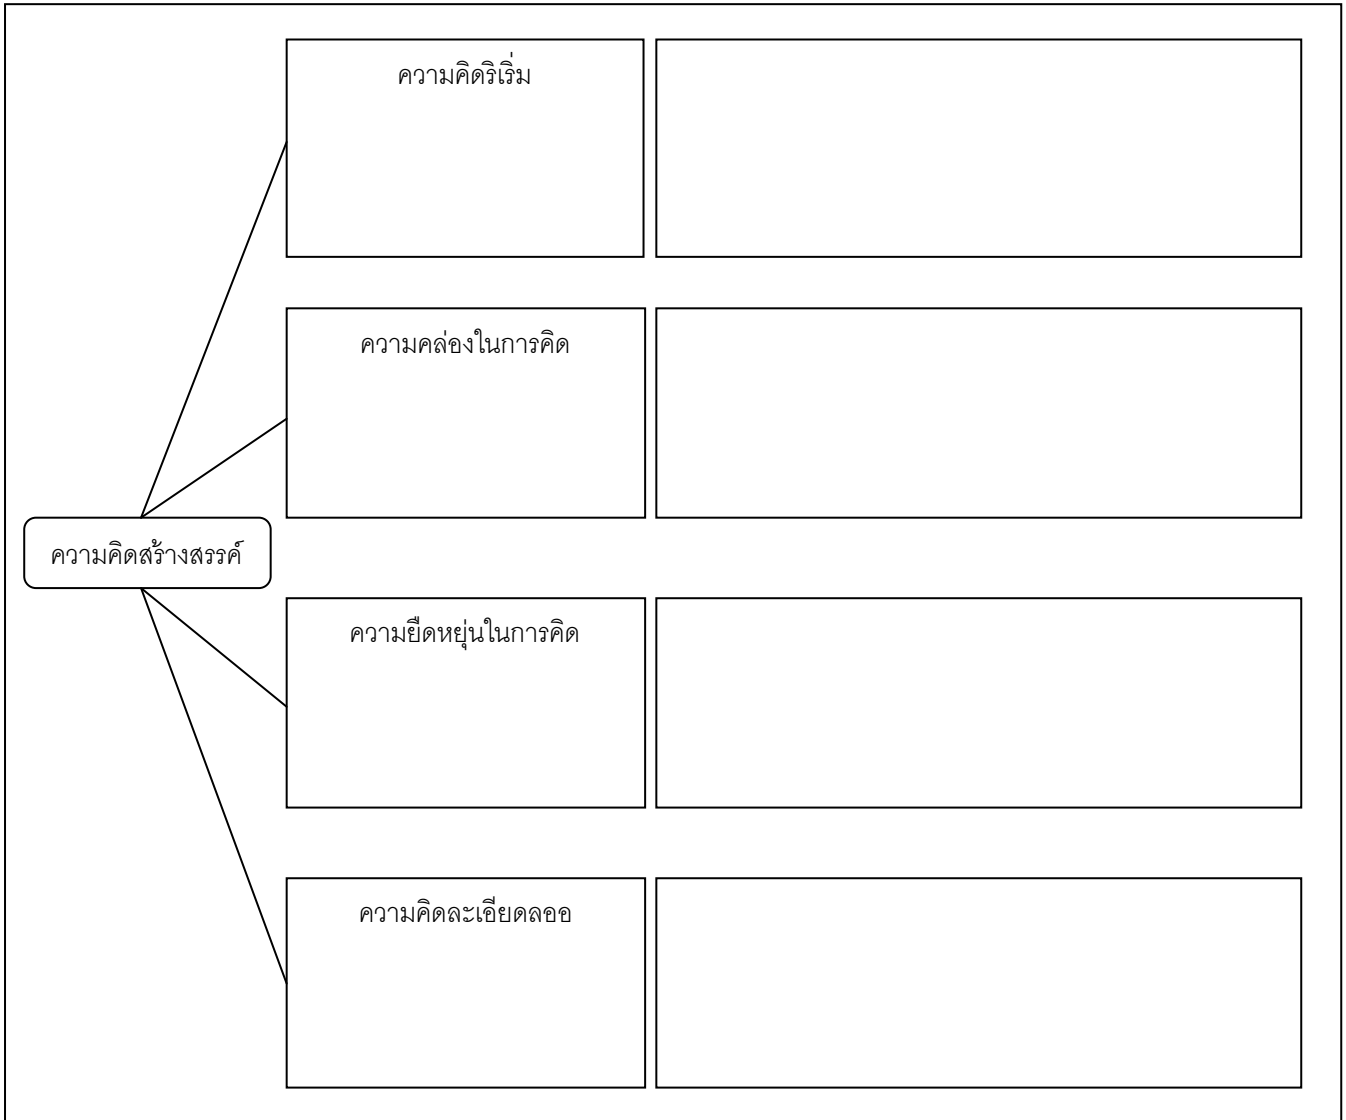 ความคิดริเริ่ม
ความคล่องในการคิด
ความคิดสร้างสรรค์
ความยืดหยุ่นในการคิด
ความคิดละเอียดลออ